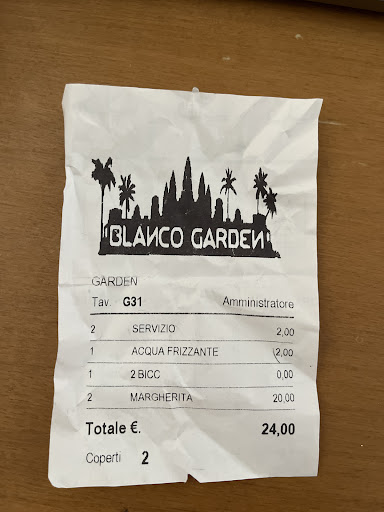 BLANCO GARDEN
GARDEN
Tav. G31 Amministratore
2 SERVIZIO 2,00
1 ACQUA FRIZZANTE 2,00
1 2 BICC 0,00
2 MARGHERITA 20,00
Totale €. 24,00
Coperti 2